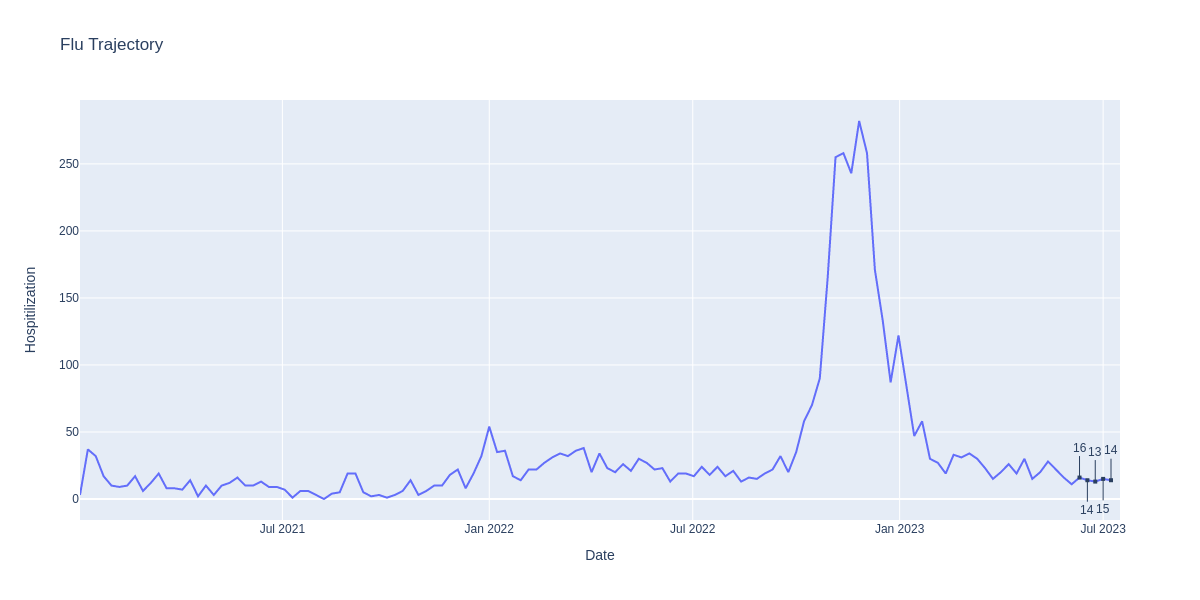 Flu Trajectory
Hospitilization
250
200
150
100
50
0
16
13
14
14
15
Jul 2021
Jan 2022
Jul 2022
Jan 2023
Jul 2023
Date